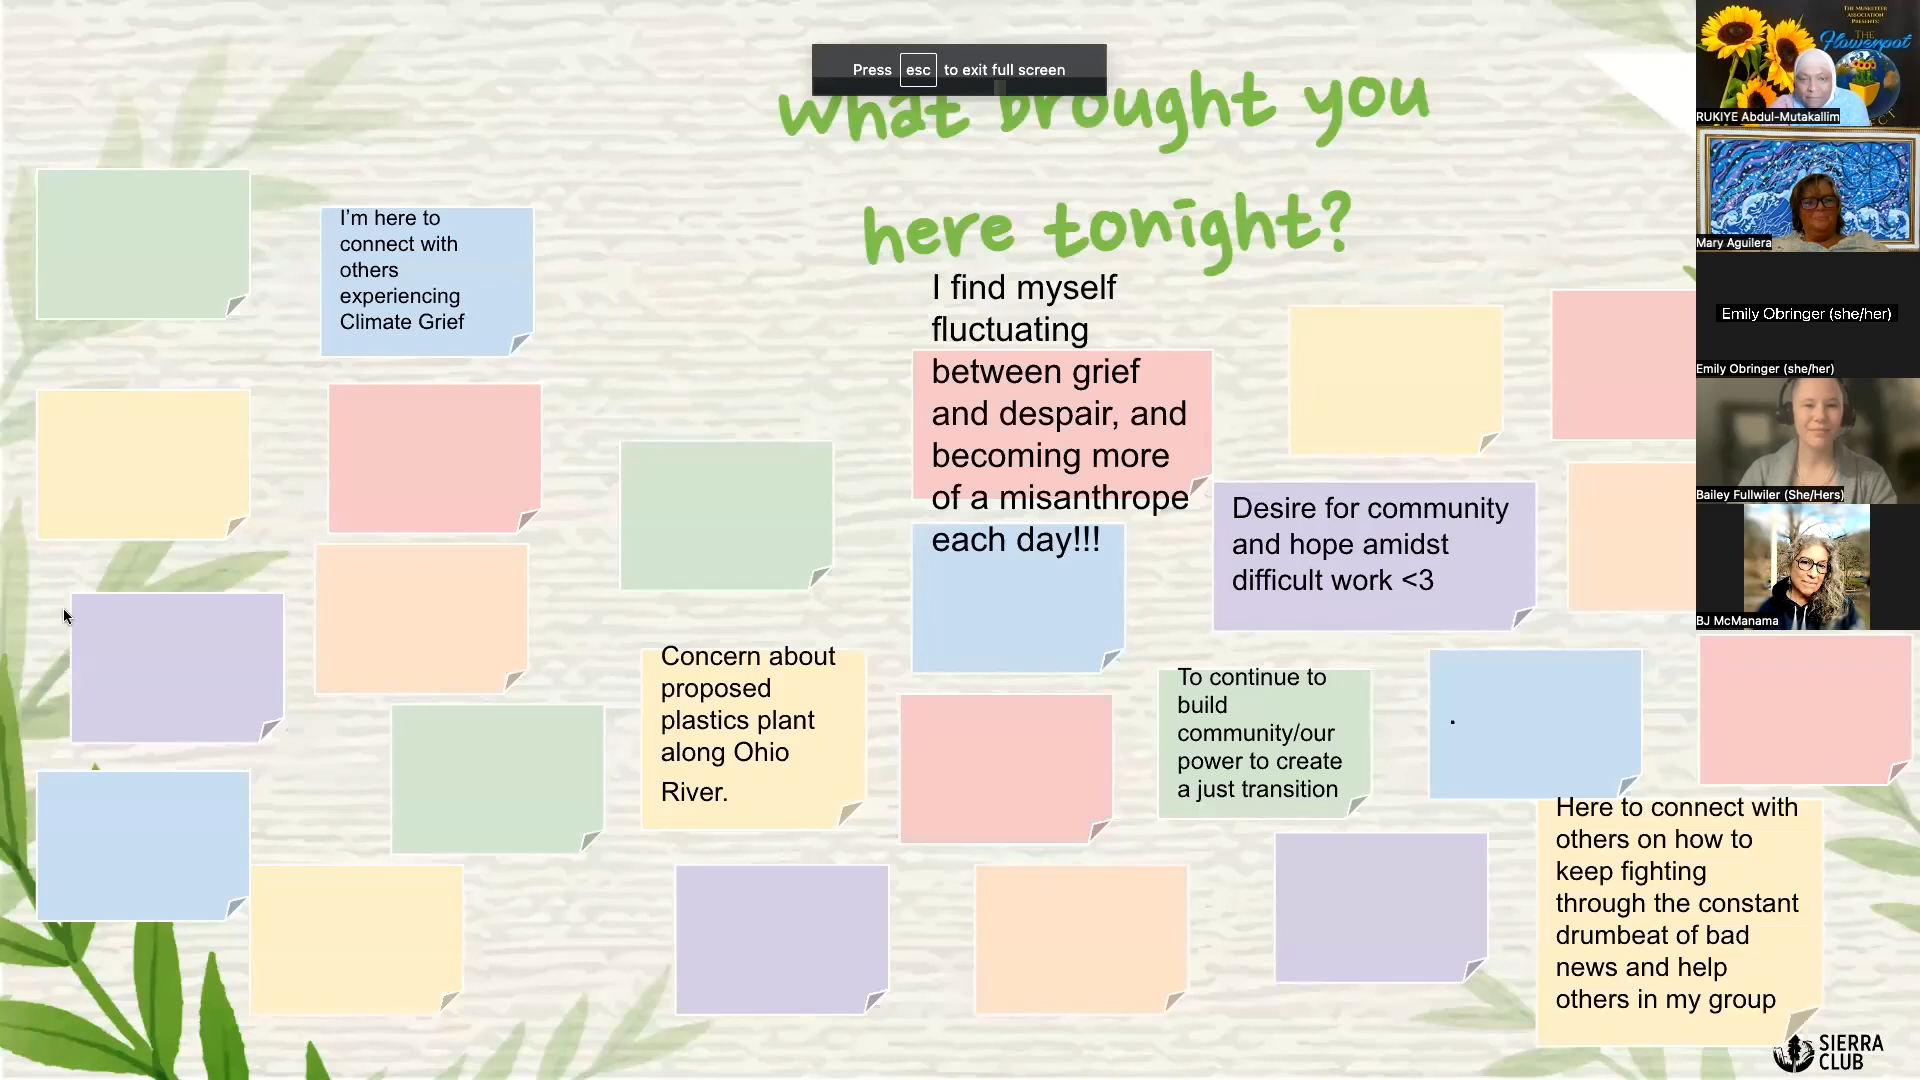 Press esc to exit full screen
What brought you
here tonight?
I'm here to
connect with
others
experiencing
Climate Grief
I find myself
fluctuating
between grief
and despair, and
becoming more
of a misanthrope
each day!!!
Desire for community
and hope amidst
difficult work <3
Concern about
proposed
plastics plant
along Ohio
River.
To continue to
build
community/our
power to create
a just transition
.
Here to connect with
others on how to
keep fighting
through the constant
drumbeat of bad
news and help
others in my group
SIERRA
CLUB
THE MUSKETEER
ASSOCIATION
PRESENTS:
THE
Flowerpot
RUKIYE Abdul-Mutakallim
Mary Aguilera
Emily Obringer (she/her)
Emily Obringer (she/her)
Bailey Fullwiler (She/Hers)
BJ McManama